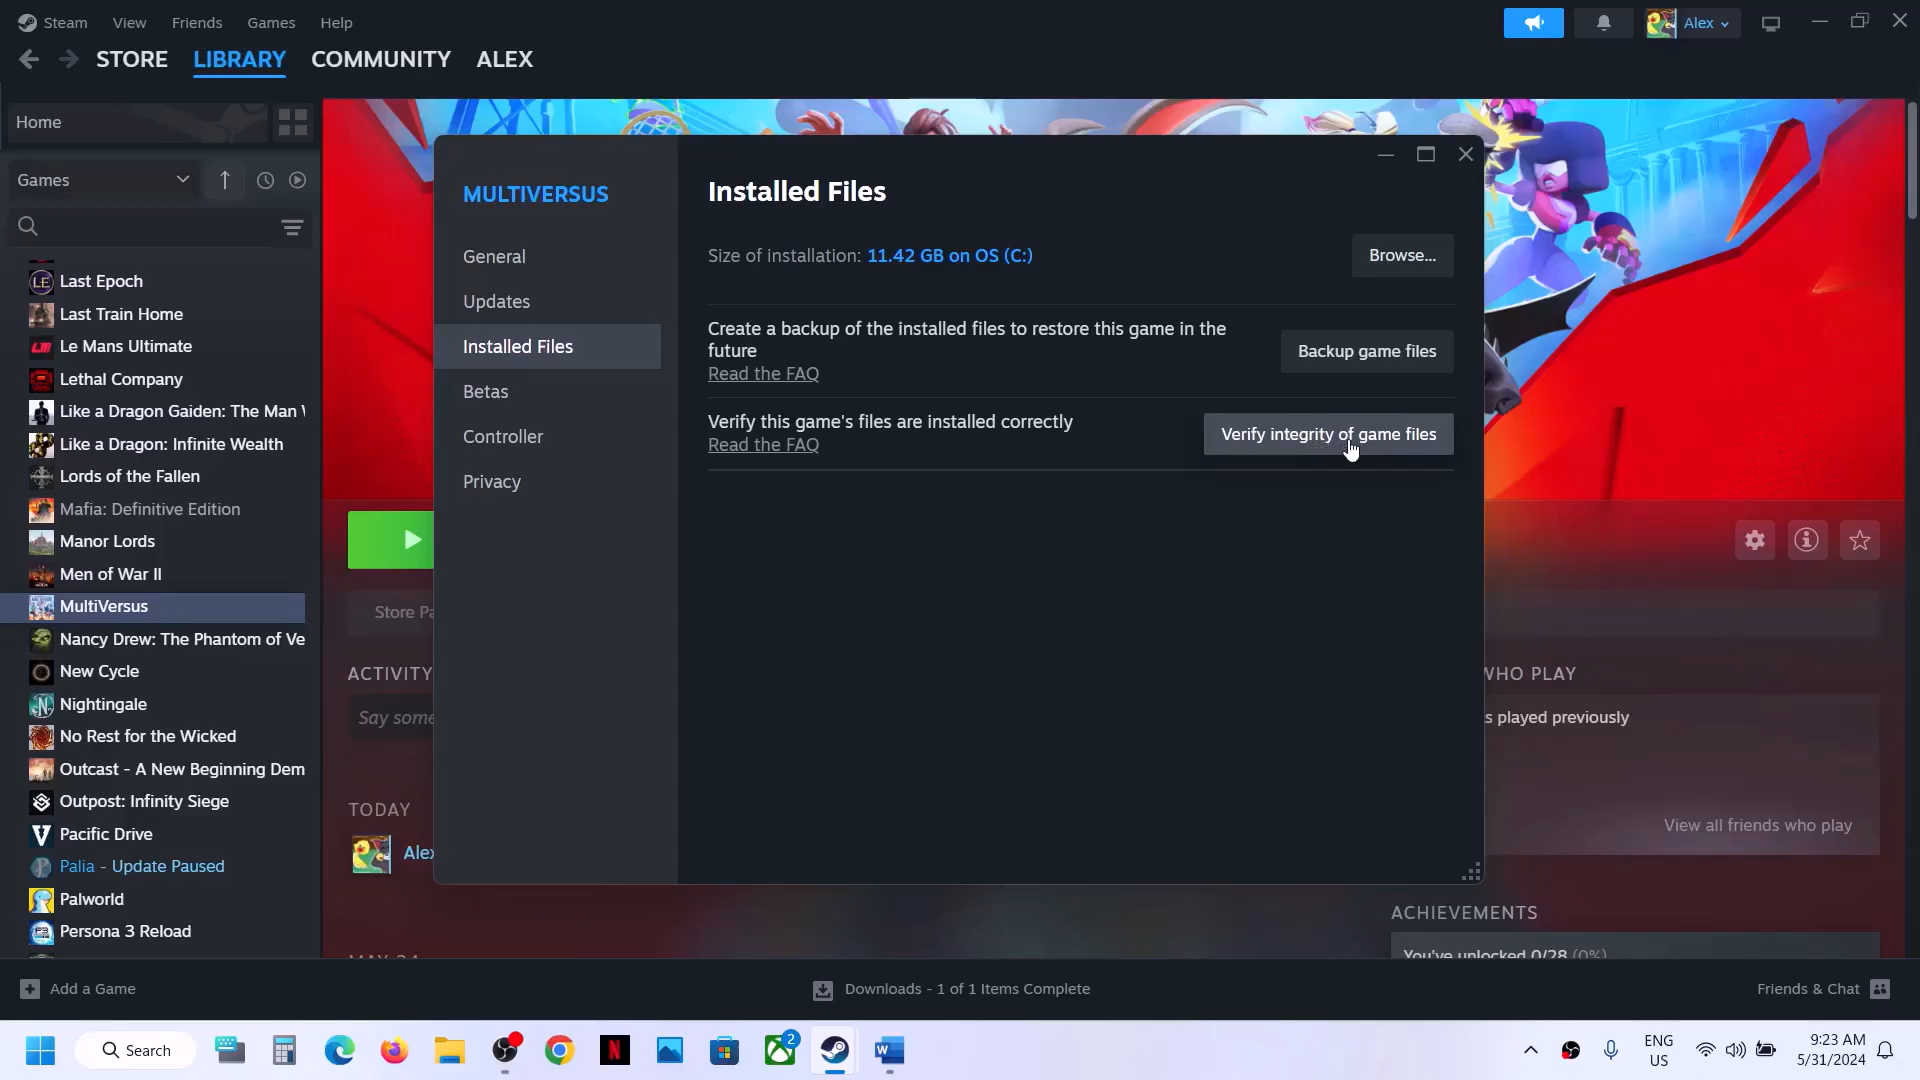 Steam View Friends Games Help
Alex
STORE LIBRARY COMMUNITY ALEX
Home
Games
Last Epoch
Last Train Home
Le Mans Ultimate
Lethal Company
Like a Dragon Gaiden: The Man
Like a Dragon: Infinite Wealth
Lords of the Fallen
Mafia: Definitive Edition
Manor Lords
Men of War II
MultiVersus
Nancy Drew: The Phantom of Ve
New Cycle
Nightingale
No Rest for the Wicked
Outcast - A New Beginning Dem
Outpost: Infinity Siege
Pacific Drive
Palia - Update Paused
Palworld
Persona 3 Reload
MULTIVERSUS
General
Updates
Installed Files
Betas
Controller
Privacy
Installed Files
Size of installation: 11.42 GB on OS (C:)
Browse...
Create a backup of the installed files to restore this game in the
future
Read the FAQ
Backup game files
Verify this game's files are installed correctly
Read the FAQ
Verify integrity of game files
Store Pa
ACTIVITY
Say some
TODAY
Alex
WHO PLAY
s played previously
View all friends who play
ACHIEVEMENTS
You've unlocked 0/28 (0%)
MAY 24
Add a Game
Downloads - 1 of 1 Items Complete
Friends & Chat
Search
2
ENG
US
9:23 AM
5/31/2024